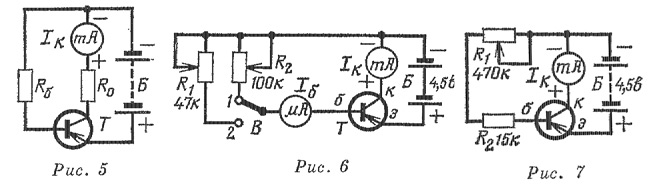 Iк
−
mA
+
Rб
R₀
Б
−
+
Т
Рис. 5
R₁
47к
R₂
100к
1
2
В
Iб
μА
б
Iк
−
mA
+
к
э
Т
Б
−
4,5в
+
Рис. 6
R₁
470к
Iк
−
mA
+
к
б
э
Т
R₂ 15к
Б
−
4,5в
+
Рис. 7